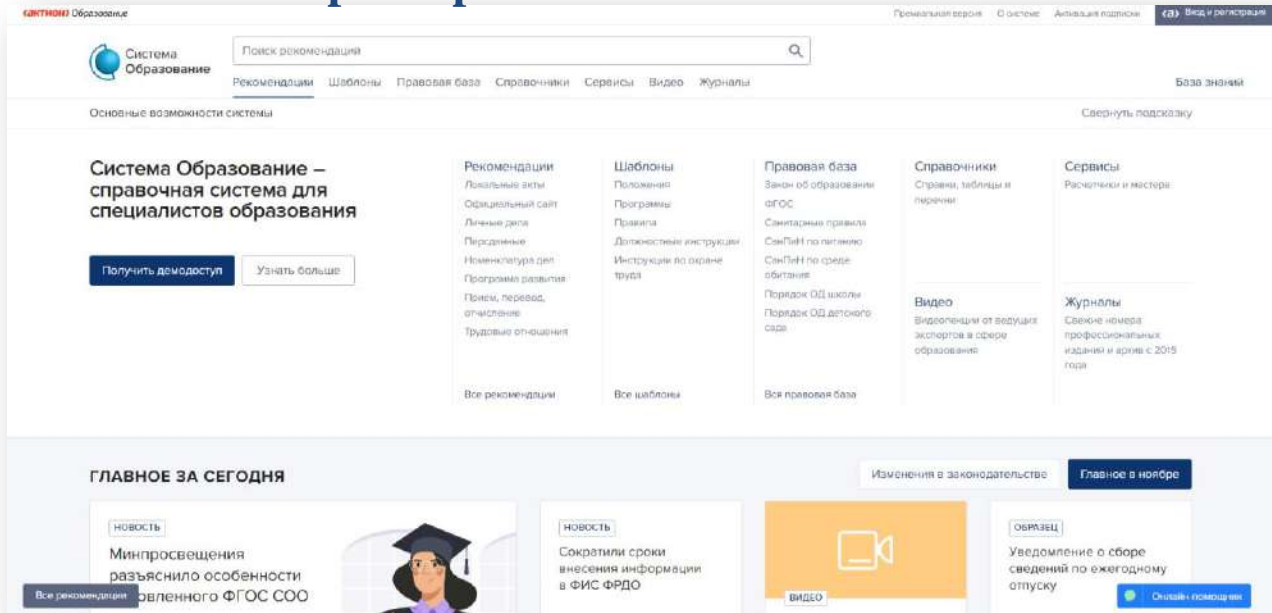 (АКТИОН) Образование
Премиальная версия О системе Активация подписки (a) Вход и регистрация
Система Образование
Поиск рекомендаций
Рекомендации Шаблоны Правовая база Справочники Сервисы Видео Журналы
База знаний
Основные возможности системы
Свернуть подсказку
Система Образование –
справочная система для
специалистов образования
Получить демодоступ
Узнать больше
Рекомендации
Локальные акты
Официальный сайт
Личные дела
Персданные
Номенклатура дел
Программа развития
Прием, перевод,
отчисление
Трудовые отношения
Все рекомендации
Шаблоны
Положения
Программы
Правила
Должностные инструкции
Инструкции по охране
труда
Все шаблоны
Правовая база
Закон об образовании
ФГОС
Санитарные правила
СанПиН по питанию
СанПиН по среде
обитания
Порядок ОД школы
Порядок ОД детского
сада
Вся правовая база
Справочники
Справки, таблицы и
перечни
Видео
Видеолекции от ведущих
экспертов в сфере
образования
Сервисы
Расчетчики и мастера
Журналы
Свежие номера
профессиональных
изданий и архив с 2015
года
ГЛАВНОЕ ЗА СЕГОДНЯ
Изменения в законодательстве
Главное в ноябре
НОВОСТЬ
Минпросвещения
разъяснило особенности
овленного ФГОС СОО
НОВОСТЬ
Сократили сроки
внесения информации
в ФИС ФРДО
ВИДЕО
ОБРАЗЕЦ
Уведомление о сборе
сведений по ежегодному
отпуску
Все рекомендации
Онлайн-помощник